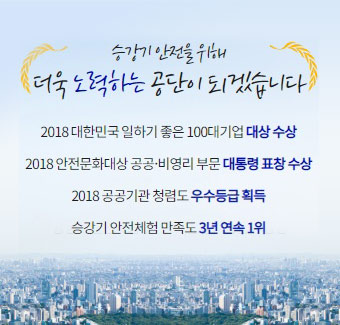 승강기 안전을 위해
더욱 노력하는 공단이 되겠습니다
2018 대한민국 일하기 좋은 100대기업 대상 수상
2018 안전문화대상 공공·비영리 부문 대통령 표창 수상
2018 공공기관 청렴도 우수등급 획득
승강기 안전체험 만족도 3년 연속 1위